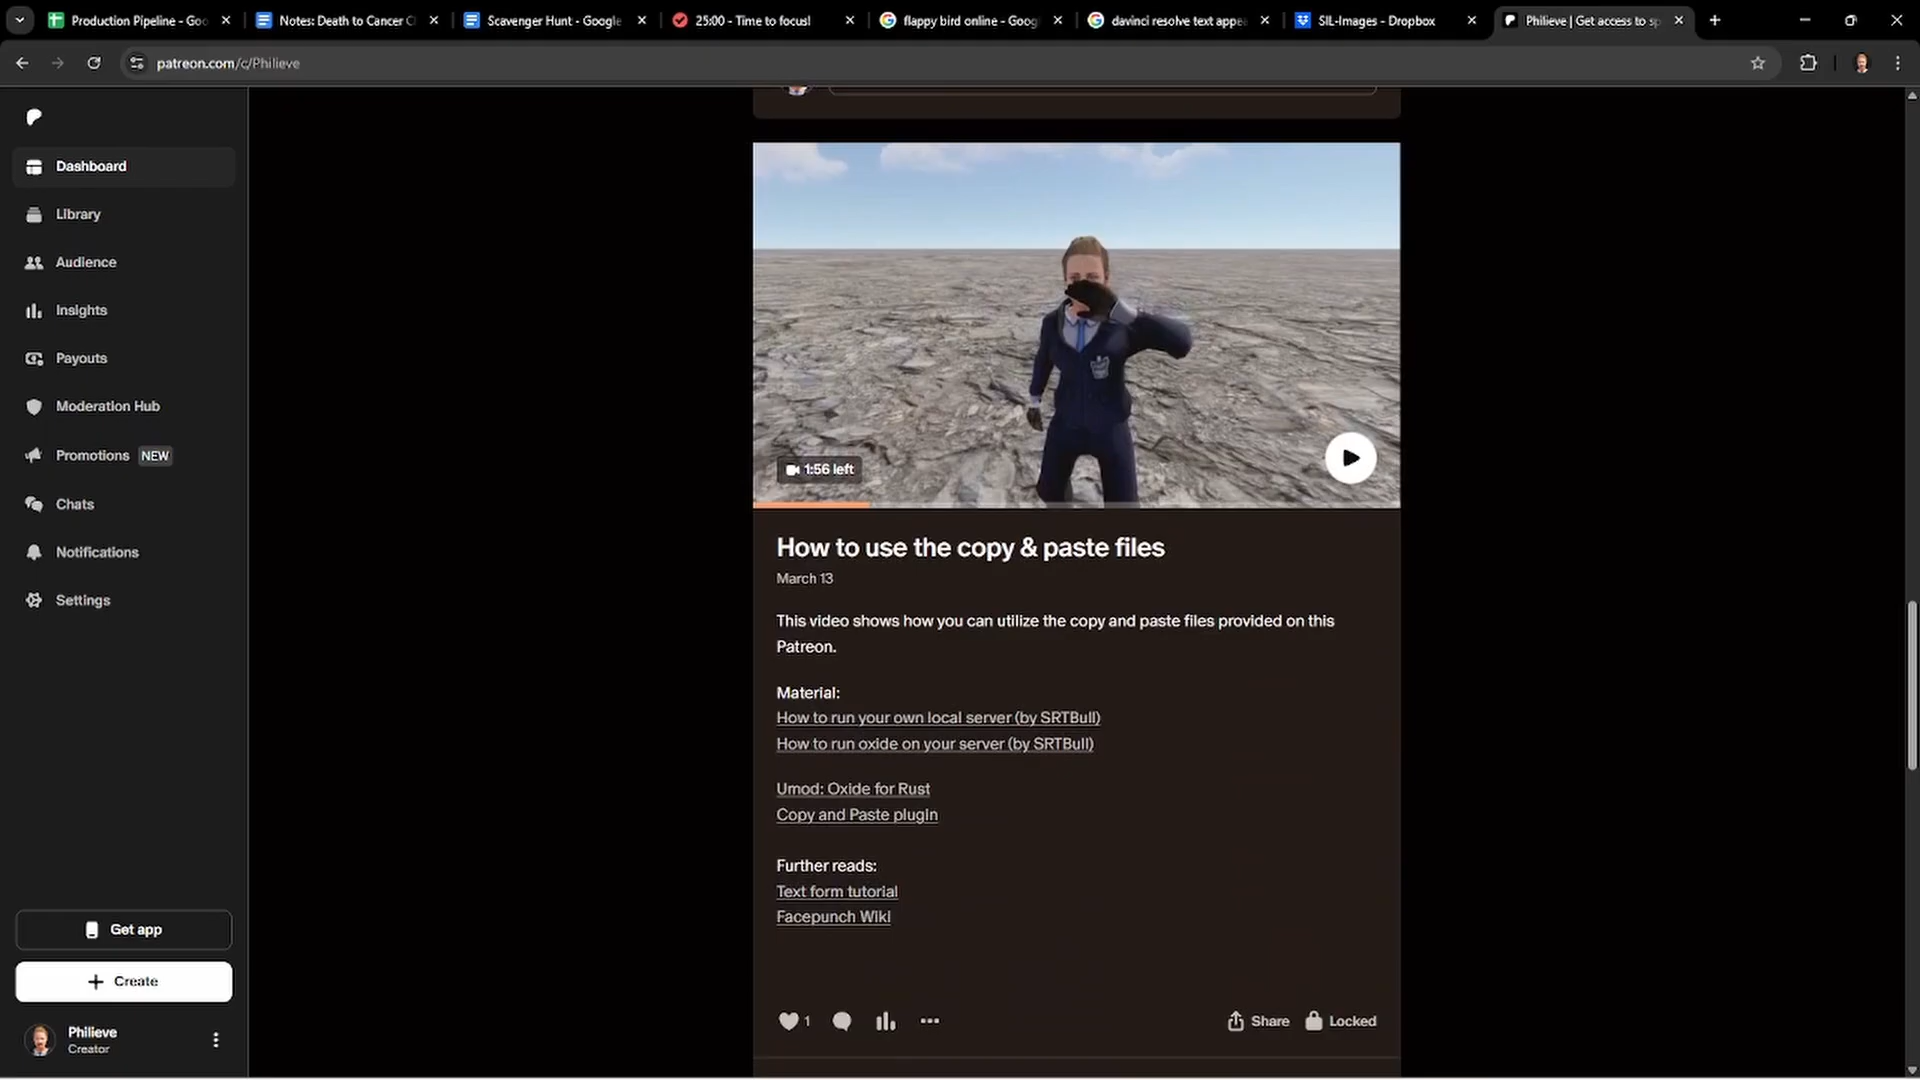 Production Pipeline - Goo
Notes: Death to Cancer C
Scavenger Hunt - Google
25:00 - Time to focus!
flappy bird online - Goog
davinci resolve text appea
SIL-Images - Dropbox
Philieve | Get access to sp
patreon.com/c/Philieve
Dashboard
Library
Audience
Insights
Payouts
Moderation Hub
Promotions NEW
Chats
Notifications
Settings
Get app
Create
Philieve
Creator
1:56 left
How to use the copy & paste files
March 13
This video shows how you can utilize the copy and paste files provided on this
Patreon.
Material:
How to run your own local server (by SRTBull)
How to run oxide on your server (by SRTBull)
Umod: Oxide for Rust
Copy and Paste plugin
Further reads:
Text form tutorial
Facepunch Wiki
1
Share
Locked